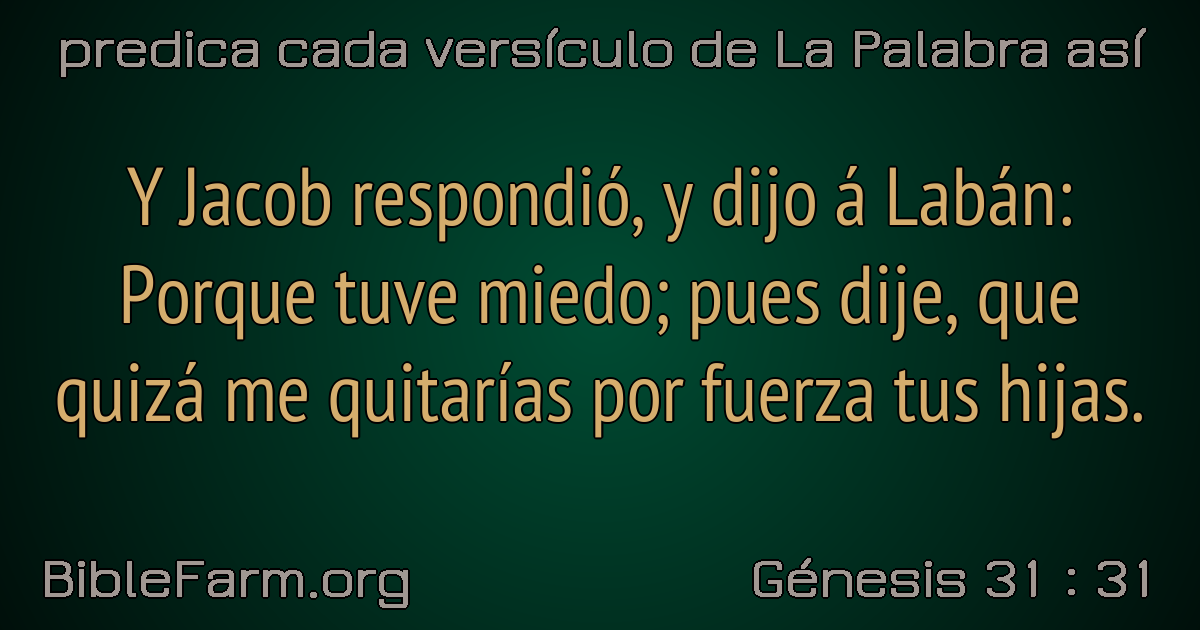 predica cada versículo de La Palabra así
Y Jacob respondió, y dijo á Labán:
Porque tuve miedo; pues dije, que
quizá me quitarías por fuerza tus hijas.
BibleFarm.org
Génesis 31 : 31